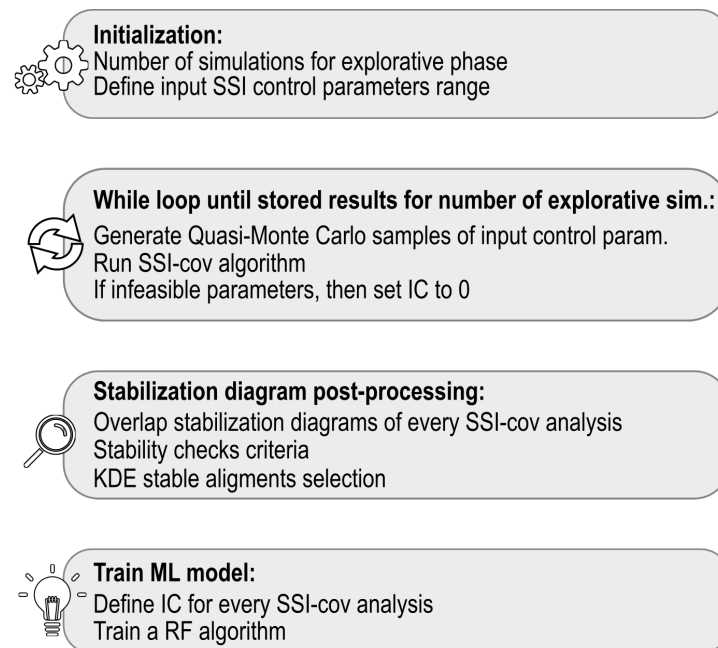 Initialization:
Number of simulations for explorative phase
Define input SSI control parameters range
While loop until stored results for number of explorative sim.:
Generate Quasi-Monte Carlo samples of input control param.
Run SSI-cov algorithm
If infeasible parameters, then set IC to 0
Stabilization diagram post-processing:
Overlap stabilization diagrams of every SSI-cov analysis
Stability checks criteria
KDE stable aligments selection
Train ML model:
Define IC for every SSI-cov analysis
Train a RF algorithm